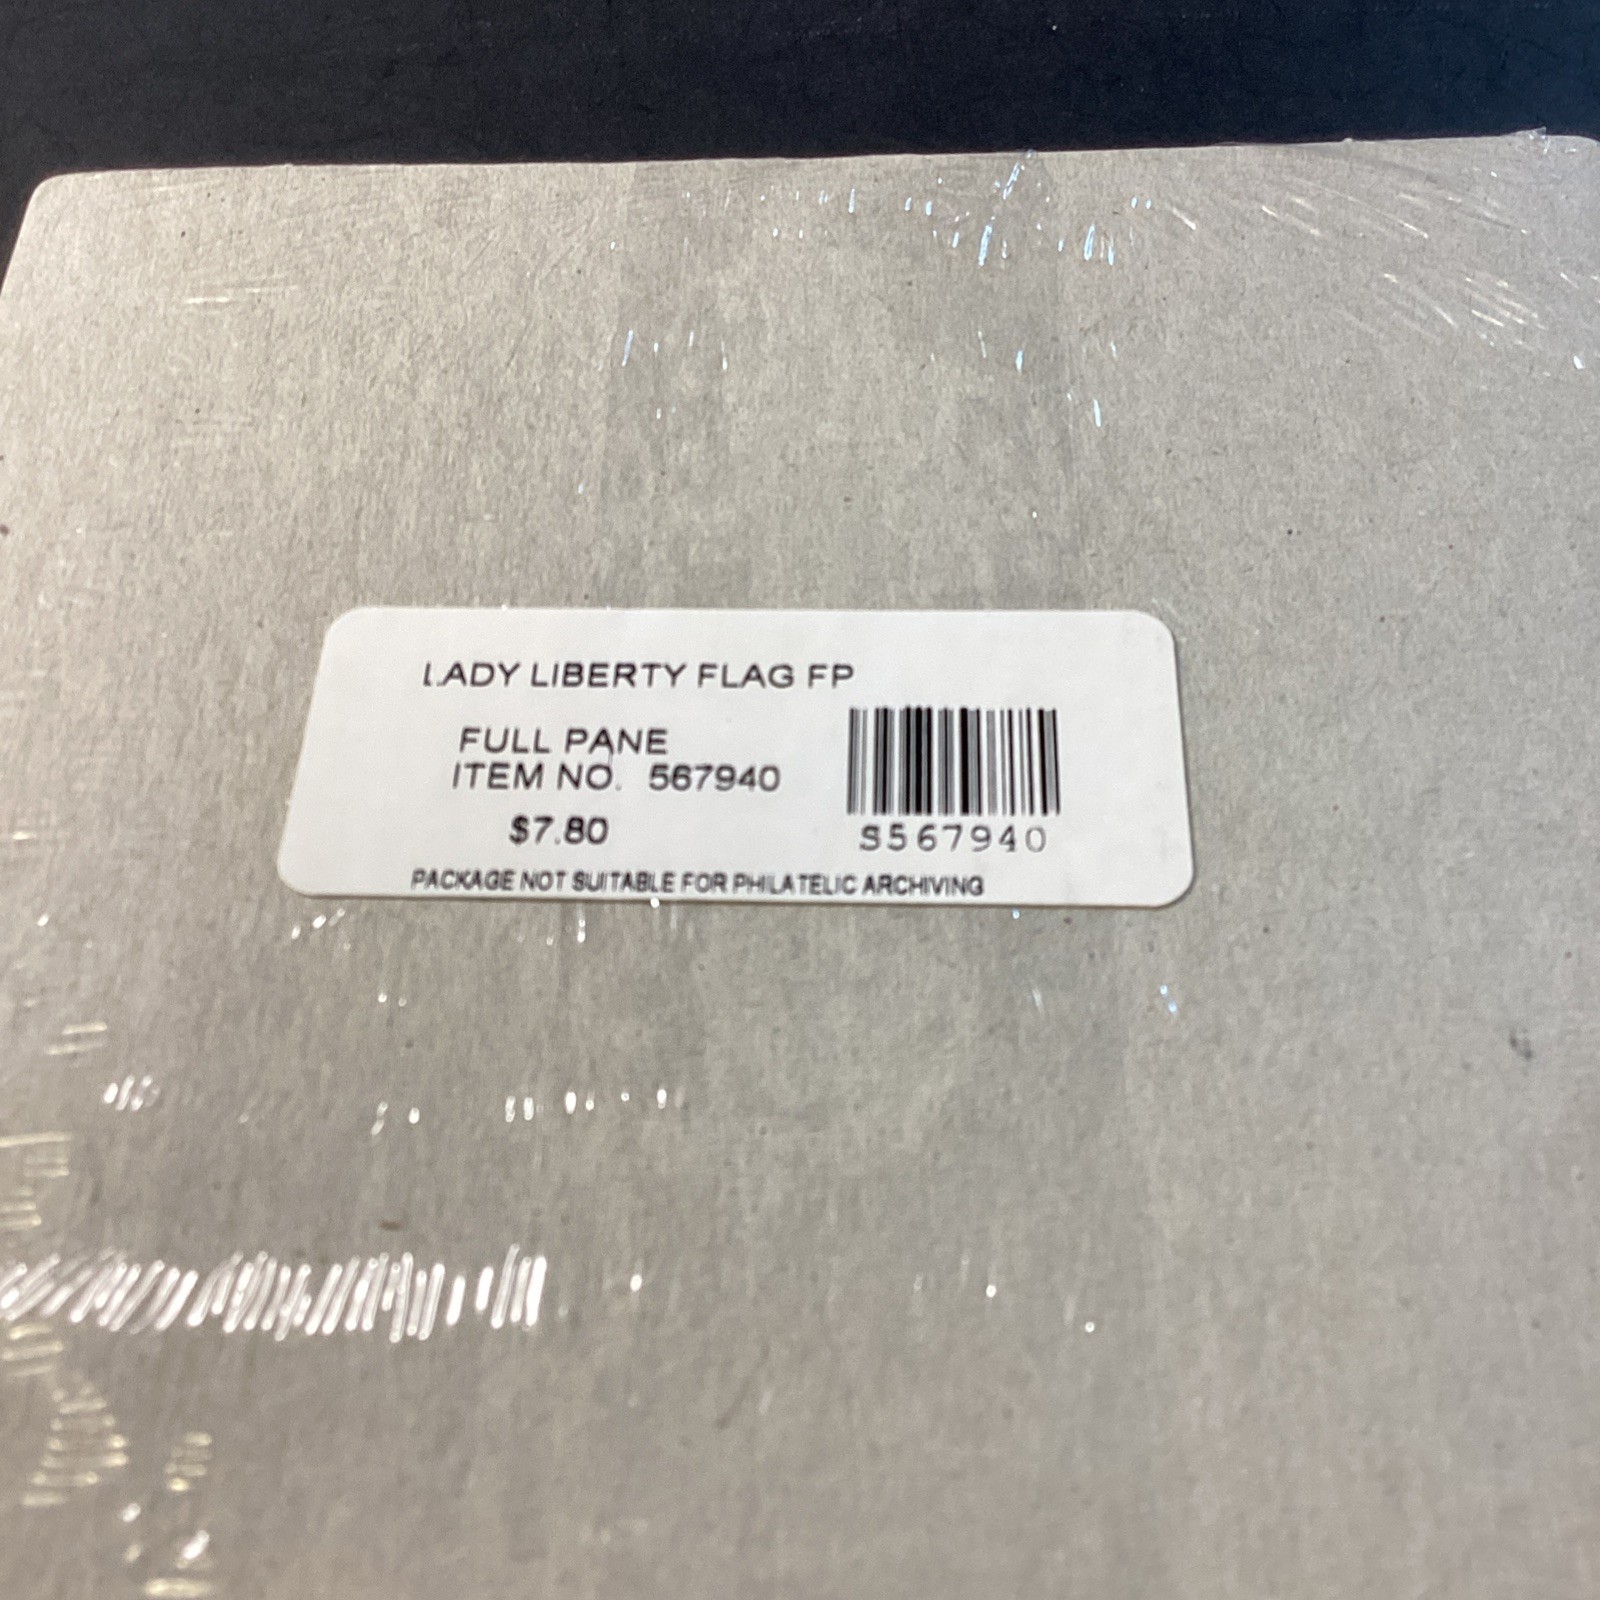 LADY LIBERTY FLAG FP
FULL PANE
ITEM NO. 567940
$7.80
S567940
PACKAGE NOT SUITABLE FOR PHILATELIC ARCHIVING